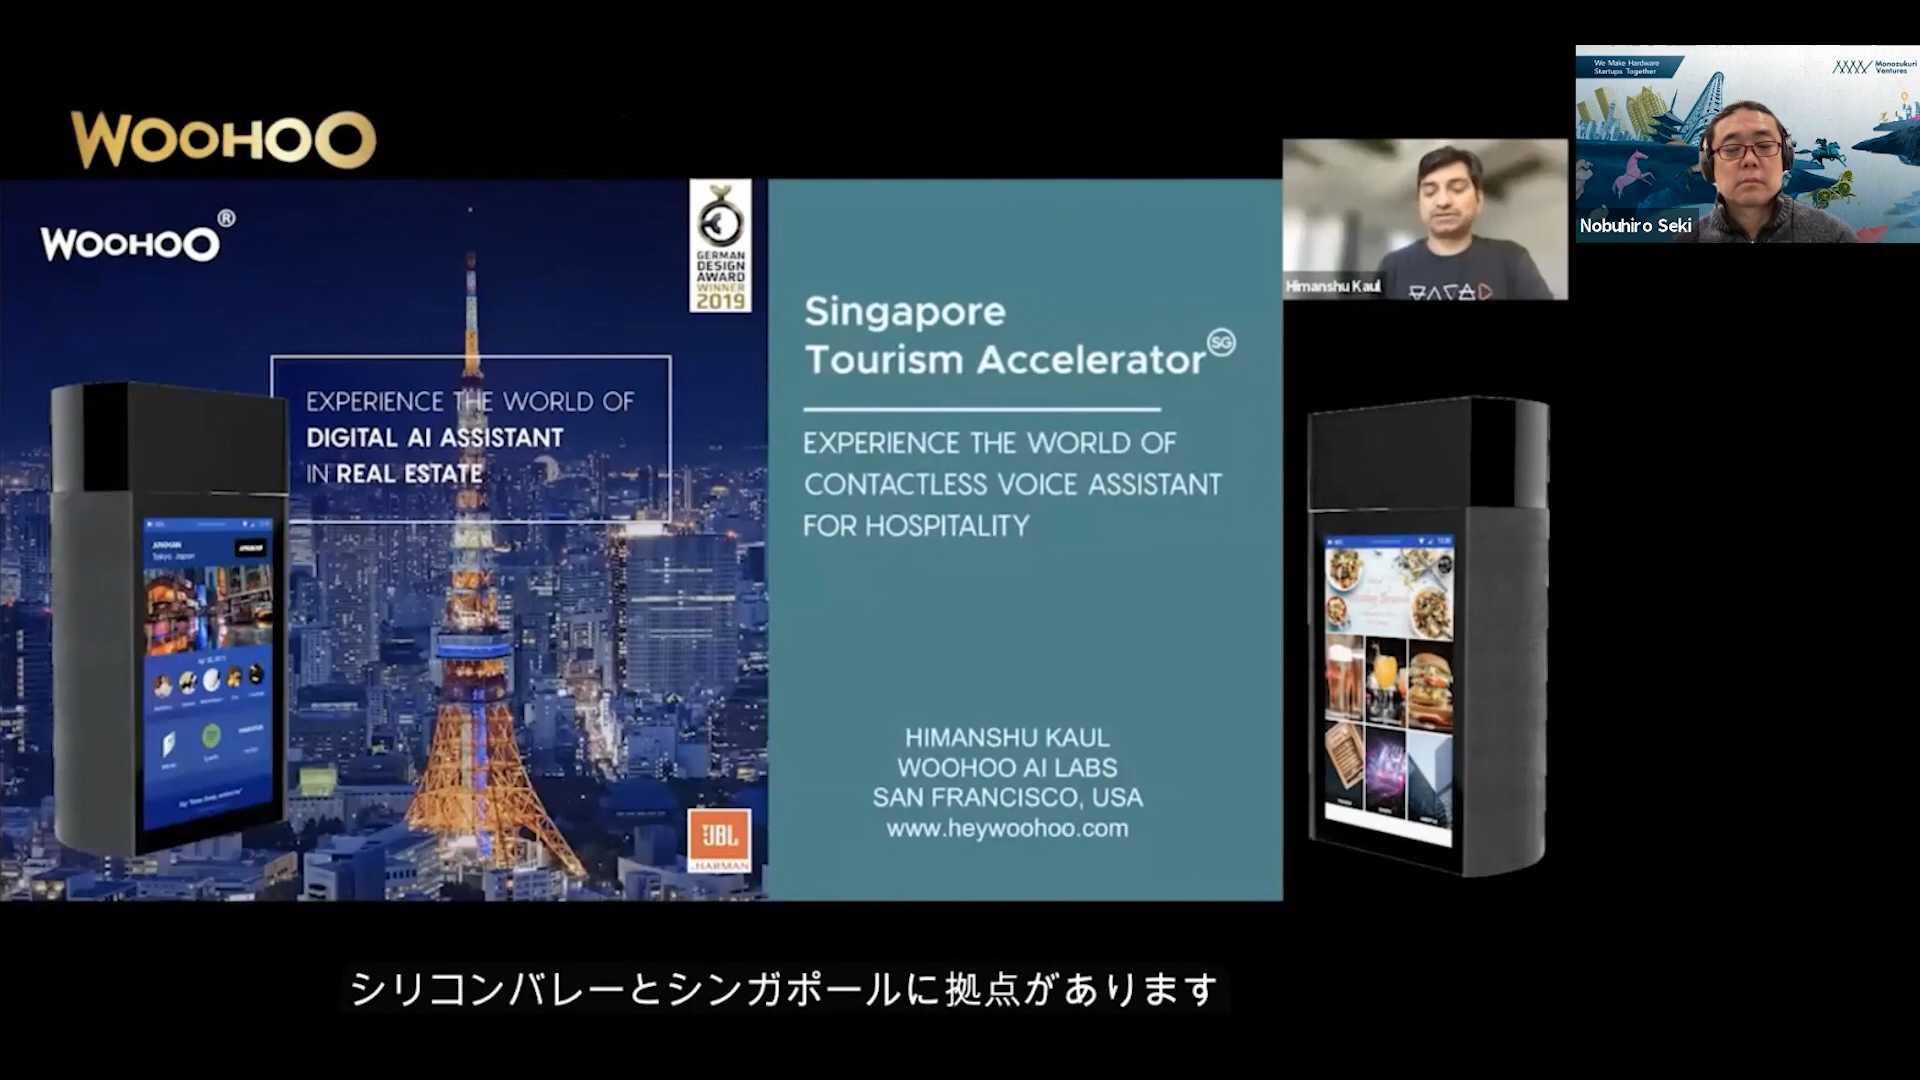 We Make Hardware
Startups Together
Monozukuri
Ventures
Nobuhiro Seki
WOOHOO
Himanshu Kaul
WOOHOO®
GERMAN
DESIGN
AWARD
WINNER
2019
EXPERIENCE THE WORLD OF
DIGITAL AI ASSISTANT
IN REAL ESTATE
JBL
HARMAN
Singapore
Tourism Accelerator SG
EXPERIENCE THE WORLD OF
CONTACTLESS VOICE ASSISTANT
FOR HOSPITALITY
HIMANSHU KAUL
WOOHOO AI LABS
SAN FRANCISCO, USA
www.heywoohoo.com
Tokyo, Japan
シリコンバレーとシンガポールに拠点があります